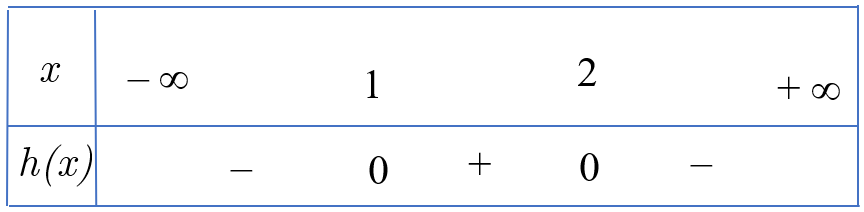 x − ∞ 1 2 + ∞
h(x) − 0 + 0 −